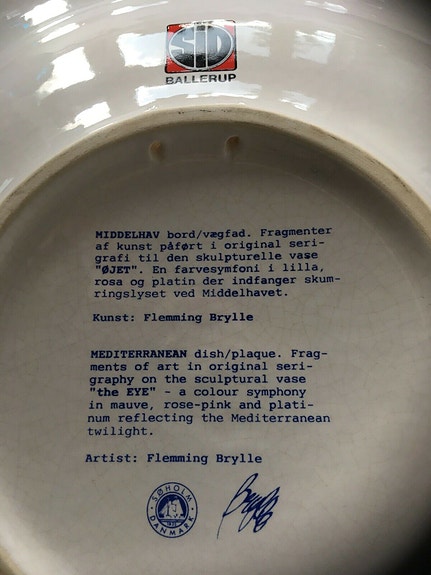 SID
BALLERUP
MIDDELHAV bord/vægfad. Fragmenter
af kunst påført i original seri-
grafi til den skulpturelle vase
"ØJET". En farvesymfoni i lilla,
rosa og platin der indfanger skum-
ringslyset ved Middelhavet.
Kunst: Flemming Brylle
MEDITERRANEAN dish/plaque. Frag-
ments of art in original seri-
graphy on the sculptural vase
"the EYE" - a colour symphony
in mauve, rose-pink and plati-
num reflecting the Mediterranean
twilight.
Artist: Flemming Brylle
SØHOLM
DANMARK